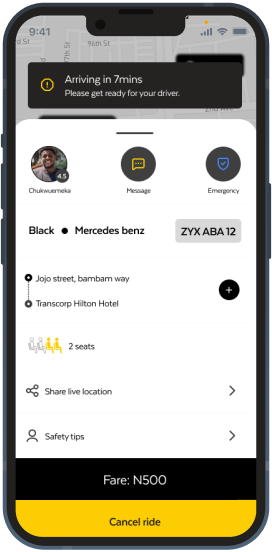 9:41
96th St
7th St
Arriving in 7mins
Please get ready for your driver.
4.5
Chukwuemeka
Message
Emergency
Black ● Mercedes benz
ZYX ABA 12
Jojo street, bambam way
Transcorp Hilton Hotel
2 seats
Share live location
Safety tips
Fare: N500
Cancel ride